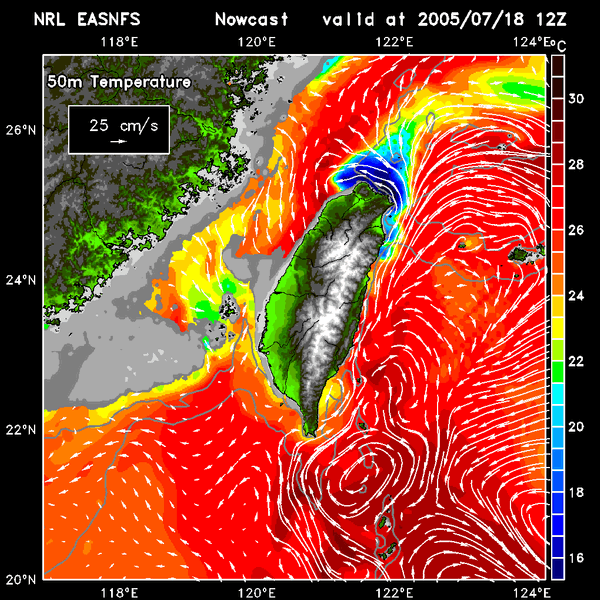 NRL EASNFS Nowcast valid at 2005/07/18 12Z
118°E 120°E 122°E 124°E °C
50m Temperature
25 cm/s
30
26°N
28
26
24°N
24
22
22°N
20
18
16
20°N
118°E 120°E 122°E 124°E